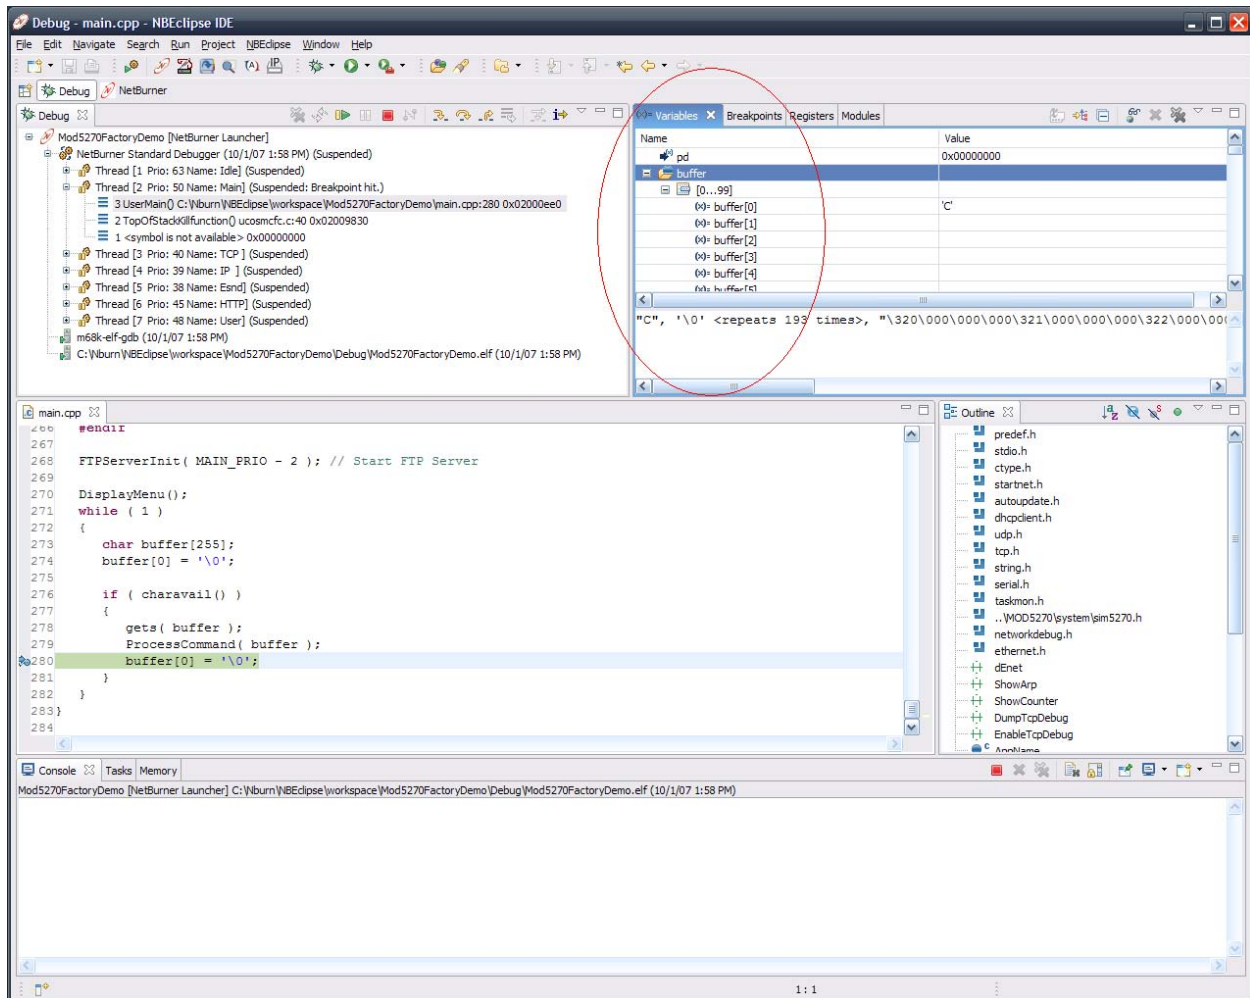 Debug - main.cpp - NBEclipse IDE
File Edit Navigate Search Run Project NBEclipse Window Help
Debug NetBurner
Debug
Mod5270FactoryDemo [NetBurner Launcher]
NetBurner Standard Debugger (10/1/07 1:58 PM) (Suspended)
Thread [1 Prio: 63 Name: Idle] (Suspended)
Thread [2 Prio: 50 Name: Main] (Suspended: Breakpoint hit.)
3 UserMain() C:\Nburn\NBEclipse\workspace\Mod5270FactoryDemo\main.cpp:280 0x02000ee0
2 TopOfStackKillfunction() ucosmcfc.c:40 0x02009830
1 <symbol is not available> 0x00000000
Thread [3 Prio: 40 Name: TCP ] (Suspended)
Thread [4 Prio: 39 Name: IP ] (Suspended)
Thread [5 Prio: 38 Name: Esnd] (Suspended)
Thread [6 Prio: 45 Name: HTTP] (Suspended)
Thread [7 Prio: 48 Name: User] (Suspended)
m68k-elf-gdb (10/1/07 1:58 PM)
C:\Nburn\NBEclipse\workspace\Mod5270FactoryDemo\Debug\Mod5270FactoryDemo.elf (10/1/07 1:58 PM)
(x)= Variables Breakpoints Registers Modules
Name Value
pd 0x00000000
buffer
[0...99]
(x)= buffer[0] 'C'
(x)= buffer[1]
(x)= buffer[2]
(x)= buffer[3]
(x)= buffer[4]
(x)= buffer[5]
"C", '\0' <repeats 193 times>, "\320\000\000\000\321\000\000\000\322\000\00
main.cpp
266 #endif
267
268 FTPServerInit( MAIN_PRIO - 2 ); // Start FTP Server
269
270 DisplayMenu();
271 while ( 1 )
272 {
273 char buffer[255];
274 buffer[0] = '\0';
275
276 if ( charavail() )
277 {
278 gets( buffer );
279 ProcessCommand( buffer );
280 buffer[0] = '\0';
281 }
282 }
283 }
284
Outline
predef.h
stdio.h
ctype.h
startnet.h
autoupdate.h
dhcpclient.h
udp.h
tcp.h
string.h
serial.h
taskmon.h
..\MOD5270\system\sim5270.h
networkdebug.h
ethernet.h
dEnet
ShowArp
ShowCounter
DumpTcpDebug
EnableTcpDebug
AppName
Console Tasks Memory
Mod5270FactoryDemo [NetBurner Launcher] C:\Nburn\NBEclipse\workspace\Mod5270FactoryDemo\Debug\Mod5270FactoryDemo.elf (10/1/07 1:58 PM)
1:1